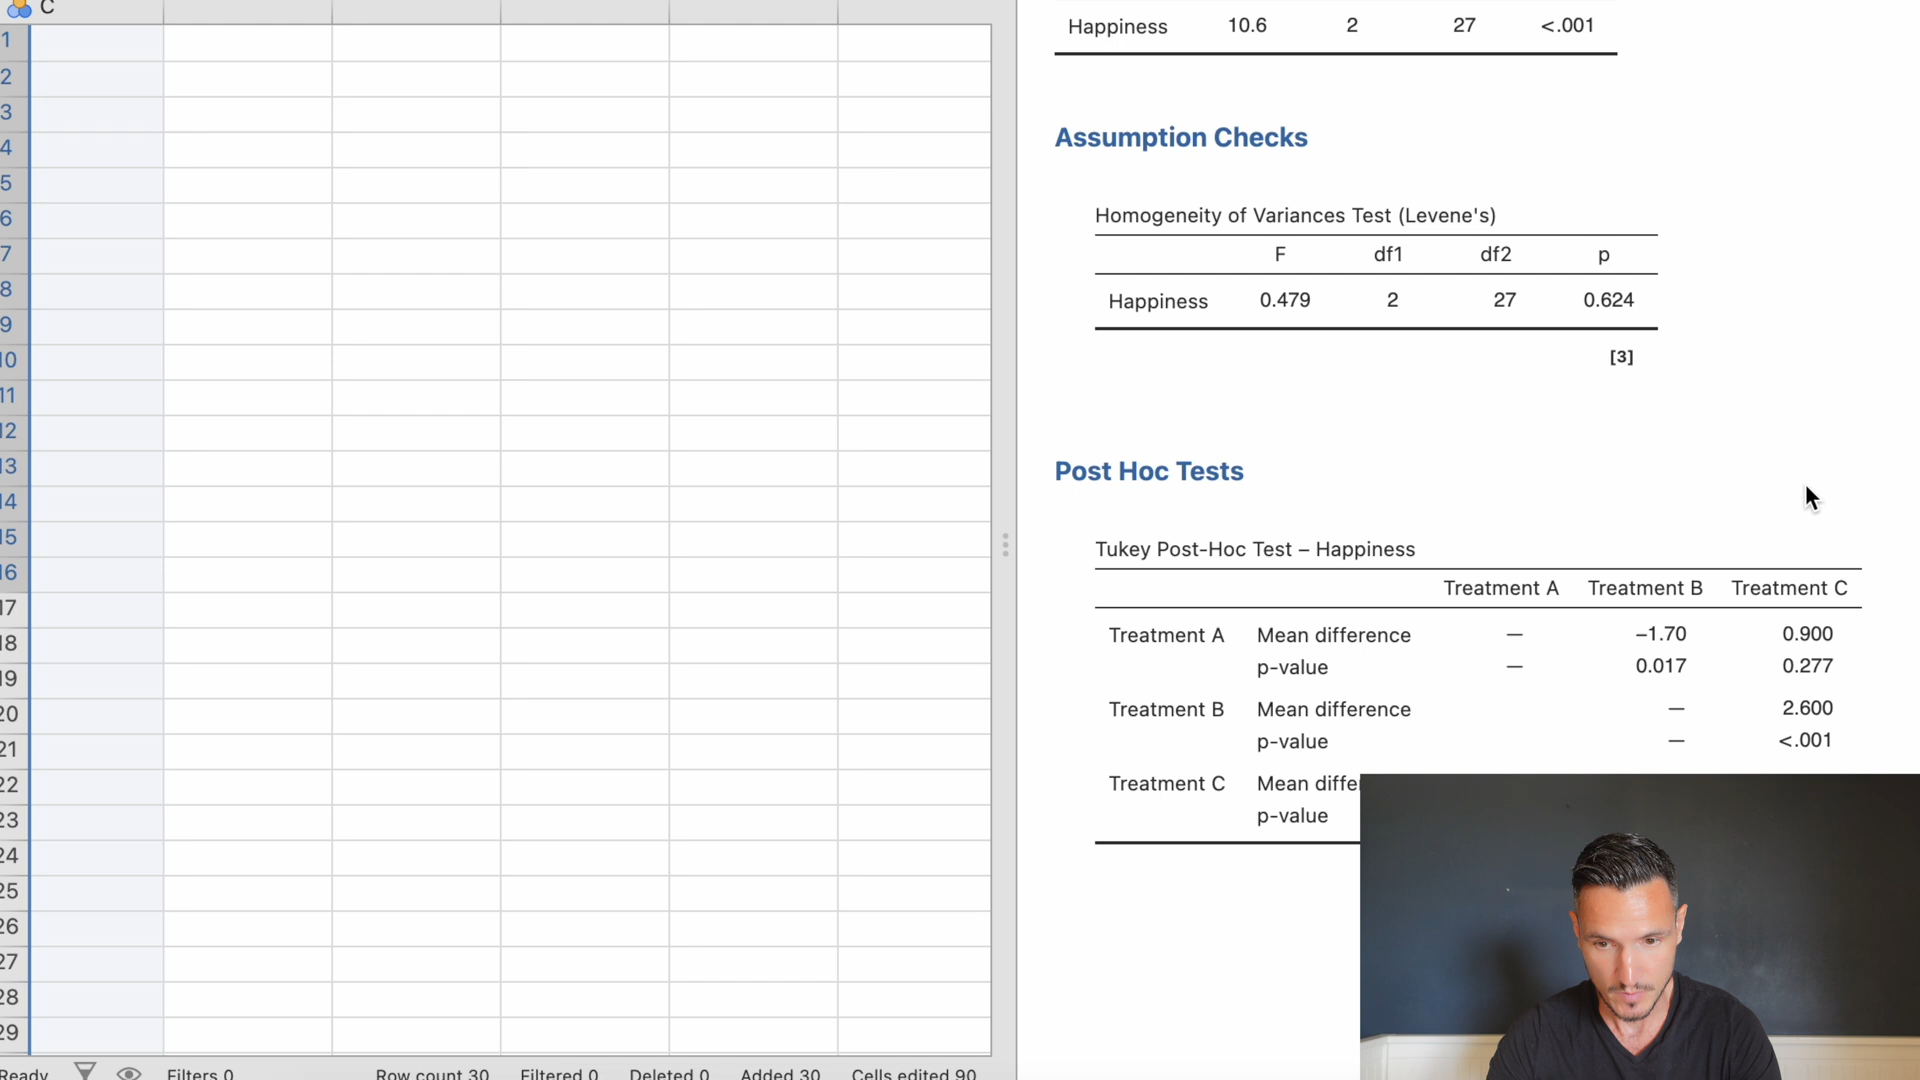 C
1
2
3
4
5
6
7
8
9
10
11
12
13
14
15
16
17
18
19
20
21
22
23
24
25
26
27
28
29
Ready Filters 0 Row count 30 Filtered 0 Deleted 0 Added 30 Cells edited 90
Happiness 10.6 2 27 <.001
Assumption Checks
Homogeneity of Variances Test (Levene's)
F df1 df2 p
Happiness 0.479 2 27 0.624
[3]
Post Hoc Tests
Tukey Post-Hoc Test – Happiness
Treatment A Treatment B Treatment C
Treatment A Mean difference — −1.70 0.900
p-value — 0.017 0.277
Treatment B Mean difference — 2.600
p-value — <.001
Treatment C Mean
p-value